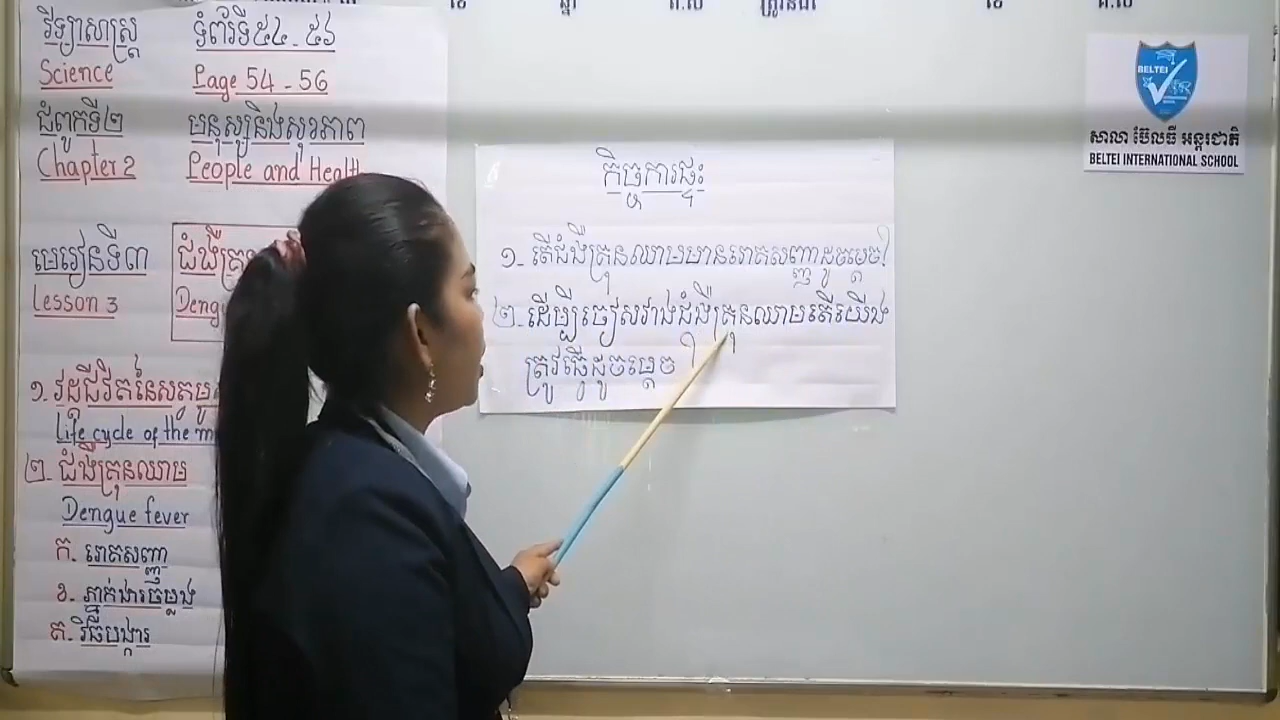 វិទ្យាសាស្ត្រ ទំព័រទី៥៤ - ៥៦
Science Page 54 - 56
ជំពូកទី២ មនុស្សនិងសុខភាព
Chapter 2 People and Health
មេរៀនទី៣
Lesson 3
១. វដ្តជីវិតនៃសត្វមូ
Life cycle of the
២. ជំងឺគ្រុនឈាម
Dengue fever
ក. រោគសញ្ញា
ខ. ភ្នាក់ងារចម្លង
គ. វិធីបង្ការ
កិច្ចការផ្ទះ
១. តើជំងឺគ្រុនឈាមមានរោគសញ្ញាដូចម្តេច?
២. ដើម្បីចៀសវាងជំងឺគ្រុនឈាមតើយើង
ត្រូវធ្វើដូចម្តេច?
BELTEI
សាលា ប៊ែលធី អន្តរជាតិ
BELTEI INTERNATIONAL SCHOOL